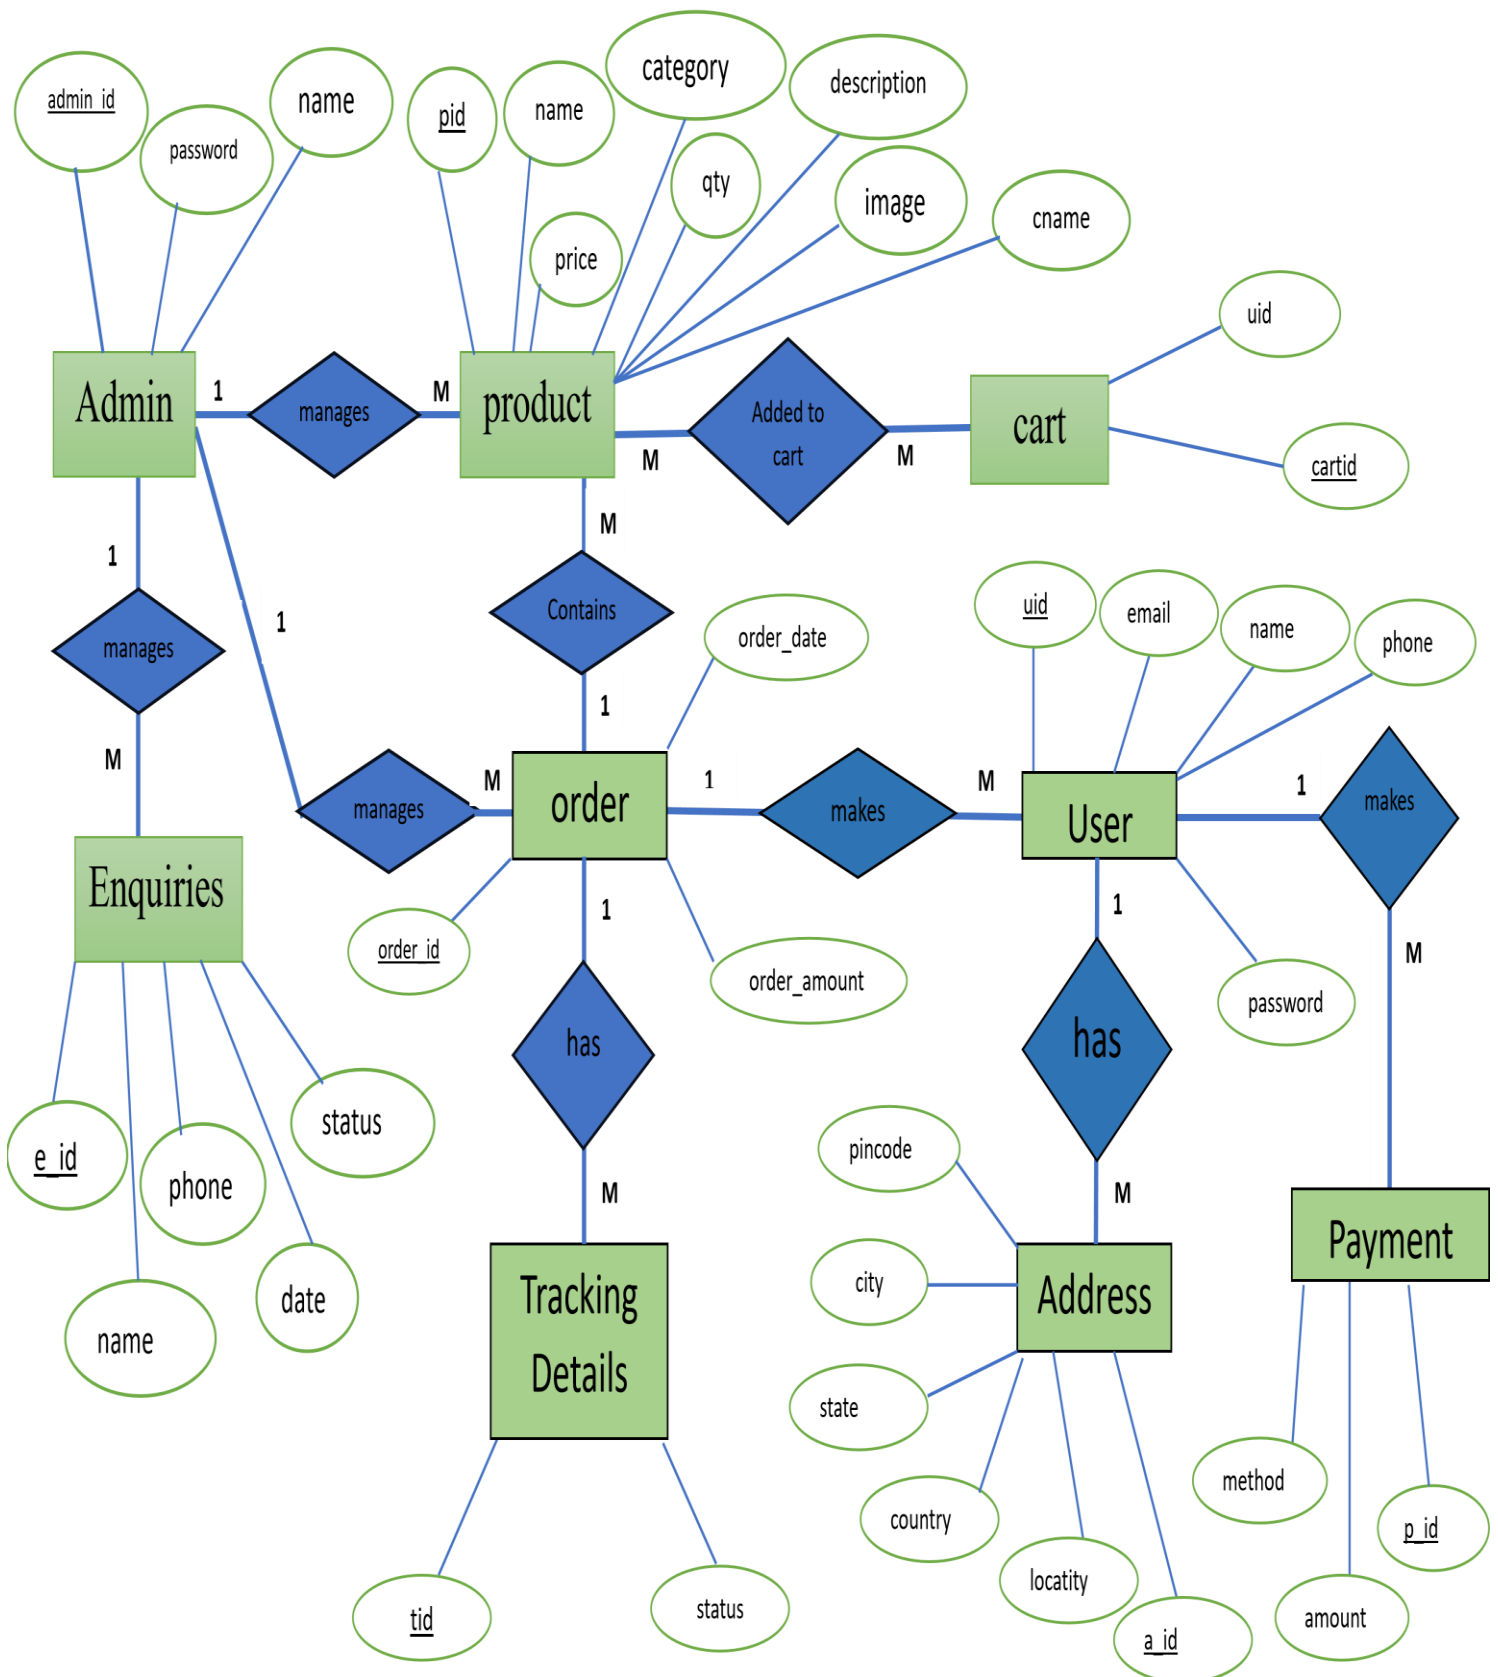 category
description
name
admin_id
pid
name
password
qty
image
cname
price
uid
Admin
1
manages
M
product
M
Added to
cart
M
cart
cartid
M
1
Contains
1
manages
order_date
uid
email
name
phone
1
M
M
manages
M
order
1
makes
M
User
1
makes
Enquiries
order_id
1
order_amount
1
M
password
has
has
e_id
phone
status
pincode
M
M
name
date
Tracking
Details
city
Address
Payment
state
country
locatity
a_id
method
p_id
amount
tid
status